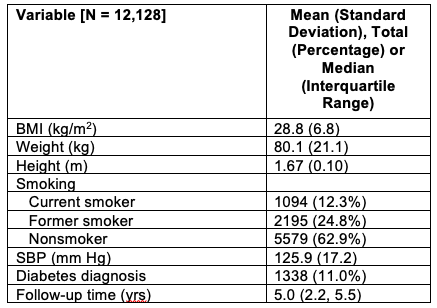 Variable [N = 12,128]
Mean (Standard
Deviation), Total
(Percentage) or
Median
(Interquartile
Range)
BMI (kg/m²) 28.8 (6.8)
Weight (kg) 80.1 (21.1)
Height (m) 1.67 (0.10)
Smoking
Current smoker 1094 (12.3%)
Former smoker 2195 (24.8%)
Nonsmoker 5579 (62.9%)
SBP (mm Hg) 125.9 (17.2)
Diabetes diagnosis 1338 (11.0%)
Follow-up time (yrs) 5.0 (2.2, 5.5)